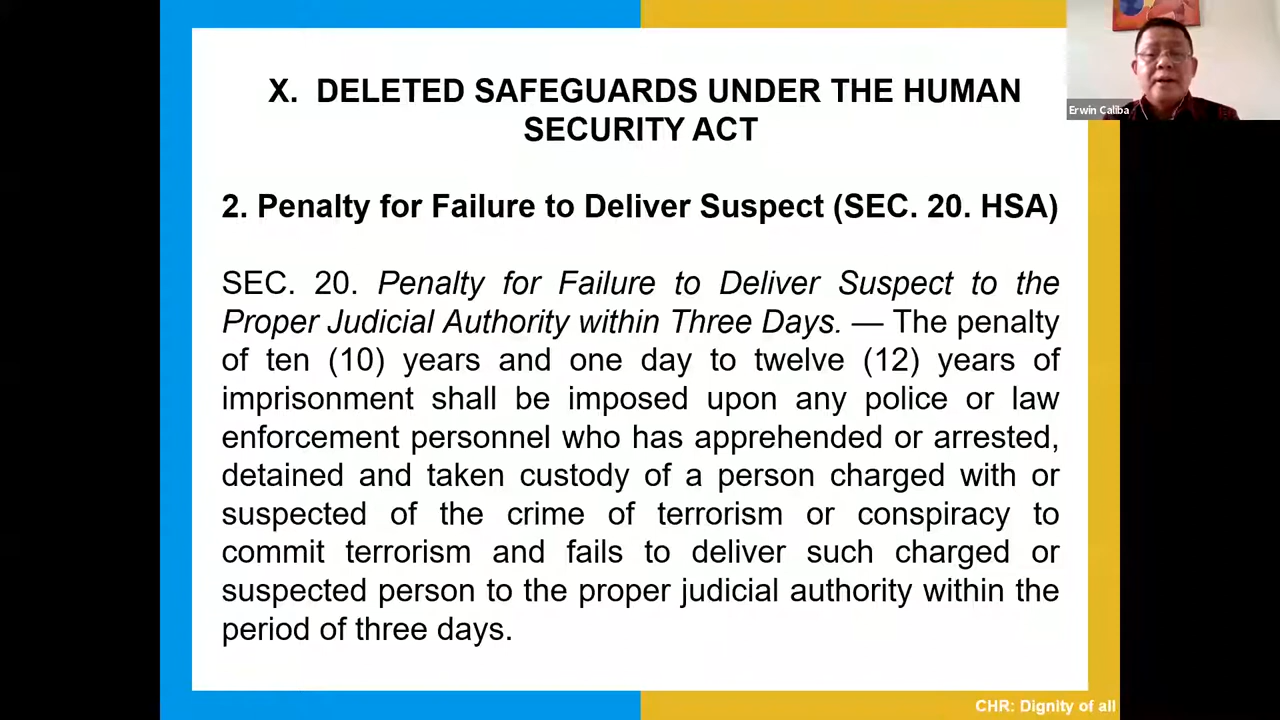 X. DELETED SAFEGUARDS UNDER THE HUMAN
SECURITY ACT
2. Penalty for Failure to Deliver Suspect (SEC. 20. HSA)
SEC. 20. Penalty for Failure to Deliver Suspect to the
Proper Judicial Authority within Three Days. — The penalty
of ten (10) years and one day to twelve (12) years of
imprisonment shall be imposed upon any police or law
enforcement personnel who has apprehended or arrested,
detained and taken custody of a person charged with or
suspected of the crime of terrorism or conspiracy to
commit terrorism and fails to deliver such charged or
suspected person to the proper judicial authority within the
period of three days.
CHR: Dignity of all
Erwin Caliba